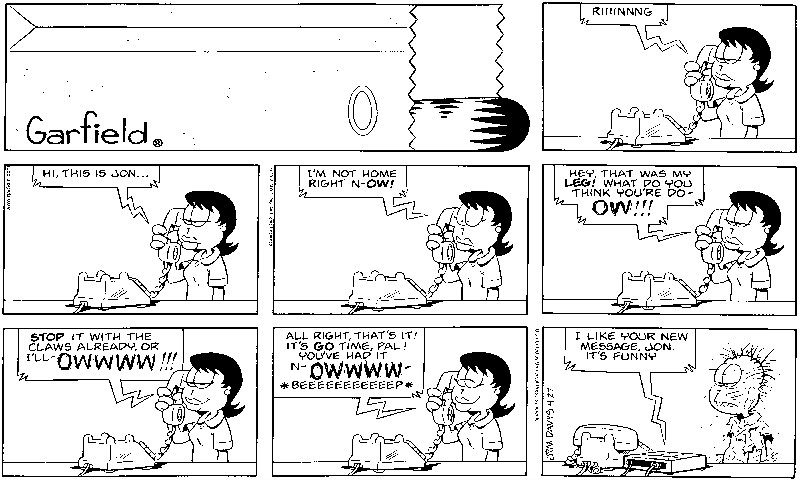 Garfield®
RIIIINNNG
HI, THIS IS JON...
I'M NOT HOME
RIGHT N-OW!
HEY, THAT WAS MY
LEG! WHAT DO YOU
THINK YOU'RE DO-
OW!!!
STOP IT WITH THE
CLAWS ALREADY, OR
I'LL- OWWWW!!!
ALL RIGHT, THAT'S IT!
IT'S GO TIME, PAL!
YOU'VE HAD IT
N- OWWWW-
*BEEEEEEEEEEEP*
I LIKE YOUR NEW
MESSAGE, JON.
IT'S FUNNY
JIM DAVIS 4.27